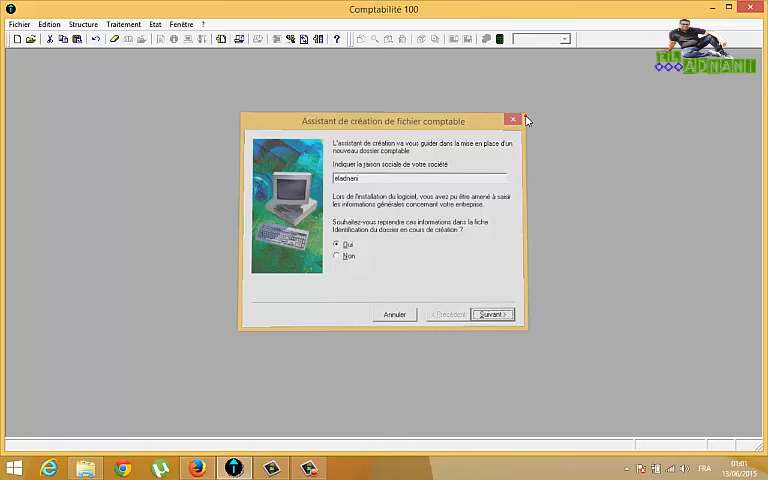 Comptabilité 100
Fichier Edition Structure Traitement Etat Fenêtre ?
EL
ADNANI
Assistant de création de fichier comptable
L'assistant de création va vous guider dans la mise en place d'un
nouveau dossier comptable.
Indiquer la raison sociale de votre société
eladnani
Lors de l'installation du logiciel, vous avez pu être amené à saisir
les informations générales concernant votre entreprise.
Souhaitez-vous reprendre ces informations dans la fiche
Identification du dossier en cours de création ?
Oui
Non
Annuler
< Précédent
Suivant >
FRA
01:01
13/06/2015